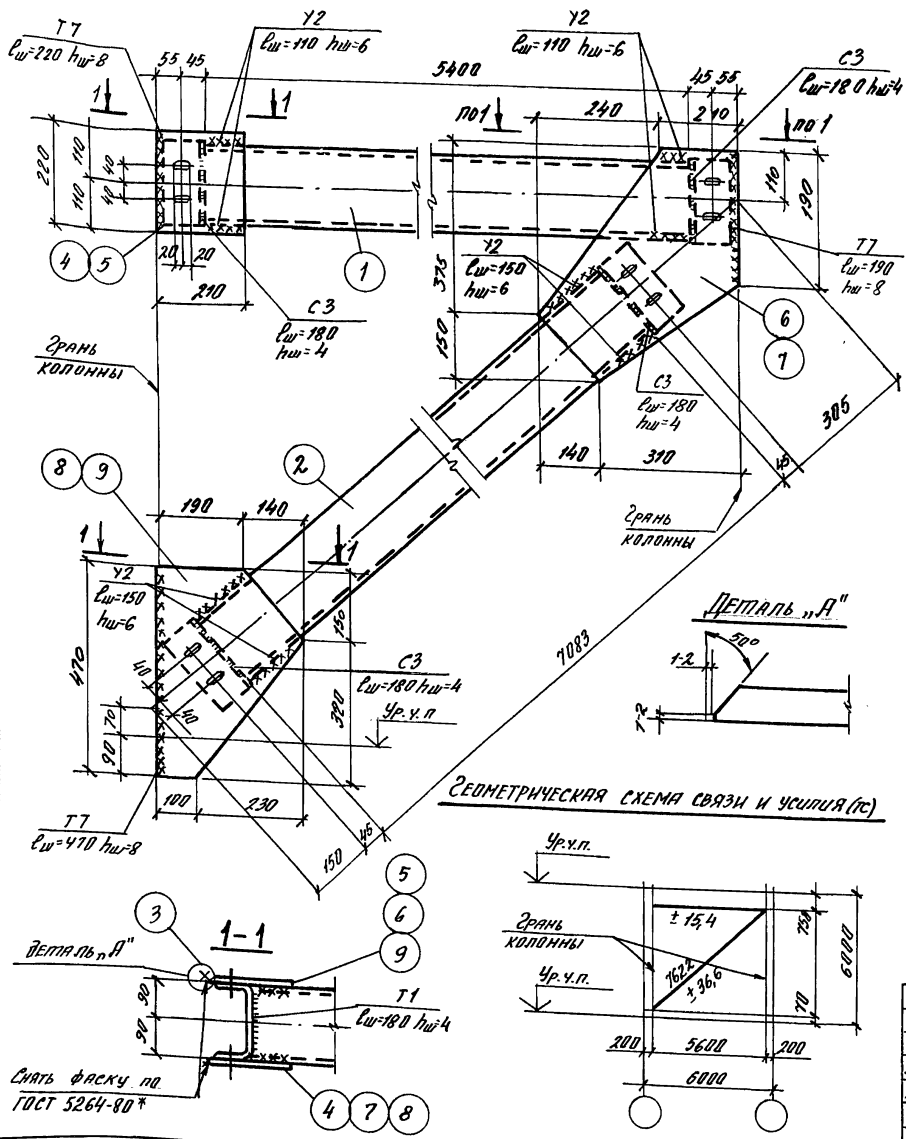 Т7
ℓш=220 hш=8
У2
ℓш=110 hш=6
У2
ℓш=110 hш=6
С3
ℓш=180 hш=4
55 45
5400
45 55
1
1
по1
240
210
по 1
220
110
110
40
40
20 20
210
4 5
1
С3
ℓш=180
hш=4
375
150
У2
ℓш=150
hш=6
110
190
Т7
ℓш=190
hш=8
6
7
С3
ℓш=180
hш=4
305
45
140
310
Грань
колонны
Грань
колонны
8 9
2
190
140
1
1
У2
ℓш=150
hш=6
150
470
320
С3
ℓш=180 hш=4
Ур.ч.п
40
40
70
90
100
230
45
150
7083
Т7
ℓш=470 hш=8
Деталь „А"
50°
1-2
1-2
Геометрическая схема связи и усилия (тс)
Ур.ч.п.
Грань
колонны
Ур.ч.п.
± 15,4
7622
± 36,6
750
6000
70
200
5600
200
6000
3
1-1
5
6
9
Деталь „А"
90
90
Т1
ℓш=180 hш=4
Снять фаску по
ГОСТ 5264-80*
4 7 8